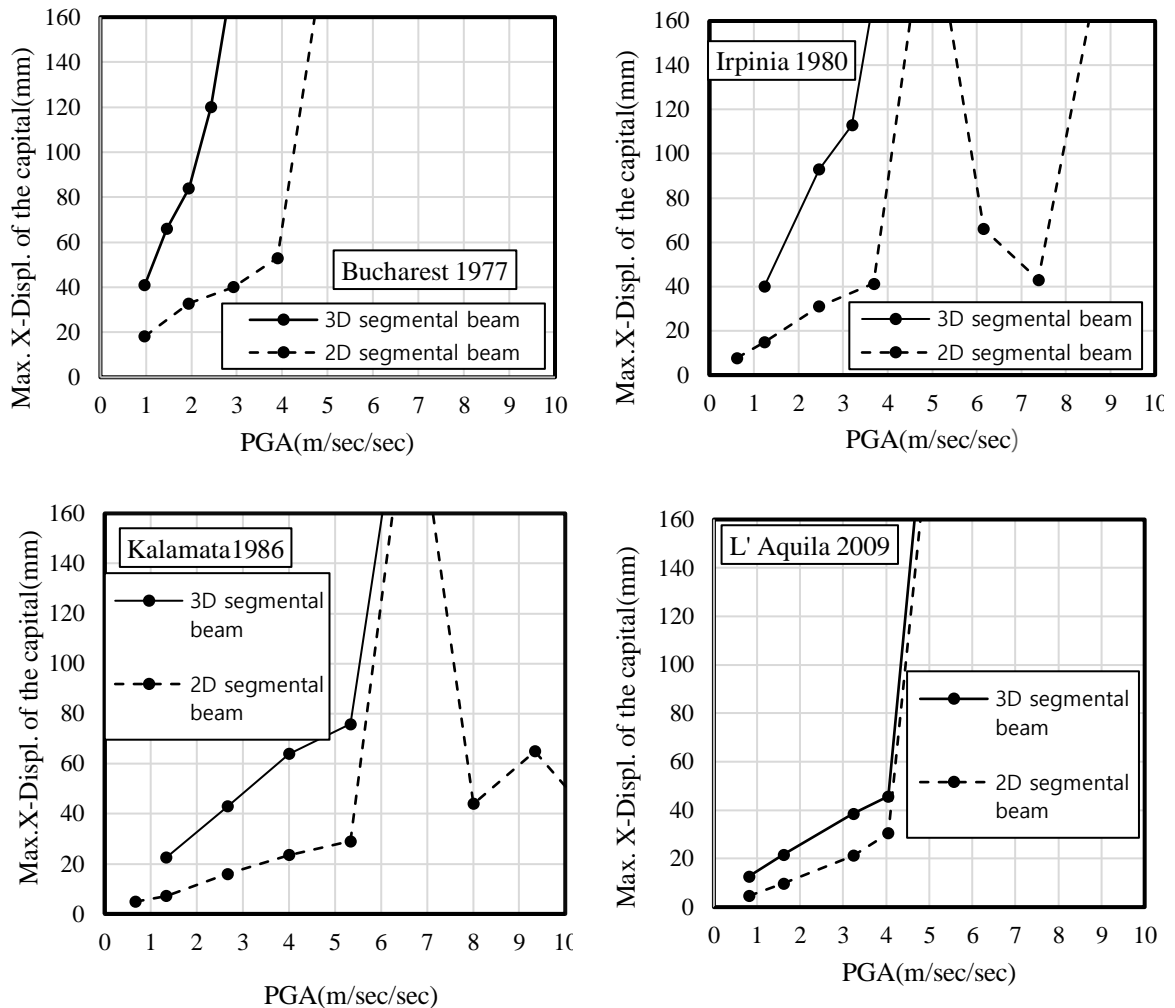 Max. X-Displ. of the capital(mm)
160
140
120
100
80
60
40
20
0
Bucharest 1977
3D segmental beam
2D segmental beam
0 1 2 3 4 5 6 7 8 9 10
PGA(m/sec/sec)
Max.X-Displ. of the capital(mm)
160
140
120
100
80
60
40
20
0
Irpinia 1980
3D segmental beam
2D segmental beam
0 1 2 3 4 5 6 7 8 9 10
PGA(m/sec/sec)
Max.X-Displ. of the capital(mm)
160
140
120
100
80
60
40
20
0
Kalamata1986
3D segmental
beam
2D segmental
beam
0 1 2 3 4 5 6 7 8 9 10
PGA(m/sec/sec)
Max. X-Displ. of the capital(mm)
160
140
120
100
80
60
40
20
0
L' Aquila 2009
3D segmental
beam
2D segmental
beam
0 1 2 3 4 5 6 7 8 9 10
PGA(m/sec/sec)